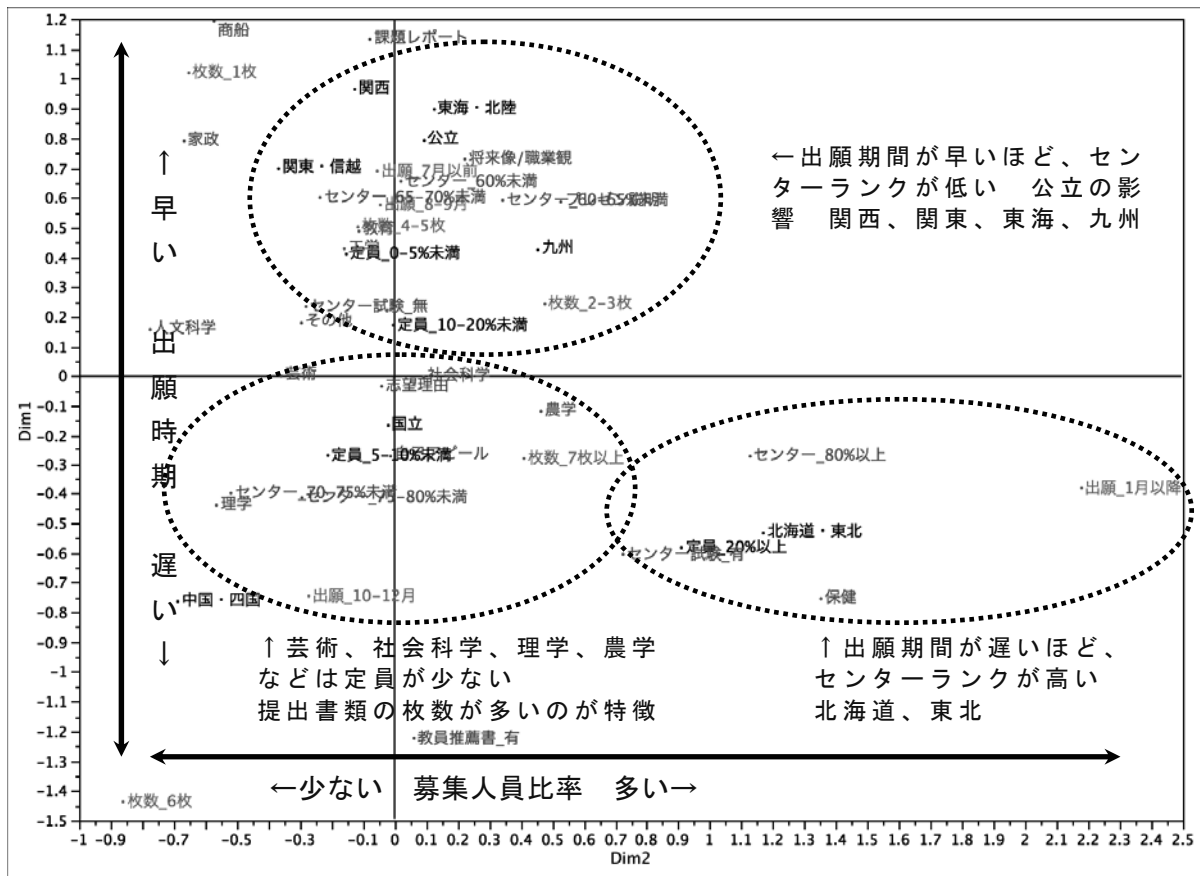 1.2
・商船
・課題レポート
1.1
・枚数_1枚
1
・関西
0.9
・東海・北陸
0.8
・家政
・公立
・将来像/職業観
0.7
・関東・信越
・出願_7月以前
・センター_60%未満
0.6
・センター_65-70%未満
・出願_8-9月
0.5
・枚数_4-5枚
・教育
0.4
・工学
・定員_0-5%未満
・九州
0.3
・センター試験_無
・枚数_2-3枚
0.2
・その他
・定員_10-20%未満
・人文科学
0.1
0
・芸術
・社会科学
・志望理由
-0.1
・農学
・国立
-0.2
・定員_5-10%未満
・枚数_7枚以上
・センター_80%以上
-0.3
-0.4
・センター_70-75%未満
・センター_75-80%未満
・出願_1月以降
・理学
-0.5
・北海道・東北
・定員_20%以上
-0.6
・センター試験_有
-0.7
・中国・四国
・出願_10-12月
・保健
-0.8
-0.9
-1
-1.1
-1.2
・教員推薦書_有
-1.3
-1.4
・枚数_6枚
-1.5
Dim1
↑早い 出願時期 遅い↓
←出願期間が早いほど、セン
ターランクが低い 公立の影
響 関西、関東、東海、九州
↑芸術、社会科学、理学、農学
などは定員が少ない
提出書類の枚数が多いのが特徴
↑出願期間が遅いほど、
センターランクが高い
北海道、東北
←少ない 募集人員比率 多い→
-1 -0.9 -0.7 -0.5 -0.3 -0.1 0 0.1 0.2 0.3 0.4 0.5 0.6 0.7 0.8 0.9 1 1.1 1.2 1.3 1.4 1.5 1.6 1.7 1.8 1.9 2 2.1 2.2 2.3 2.4 2.5
Dim2